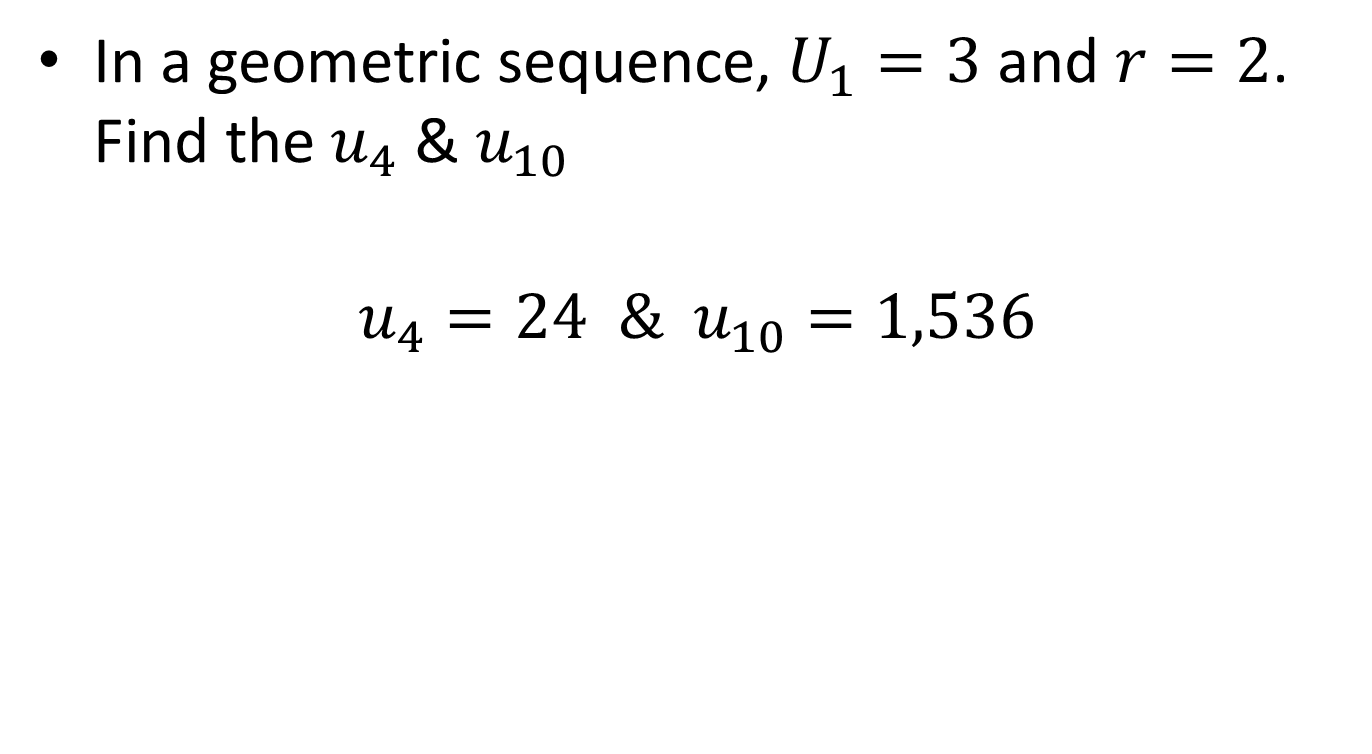 • In a geometric sequence, U₁ = 3 and r = 2.
Find the u₄ & u₁₀
u₄ = 24 & u₁₀ = 1,536